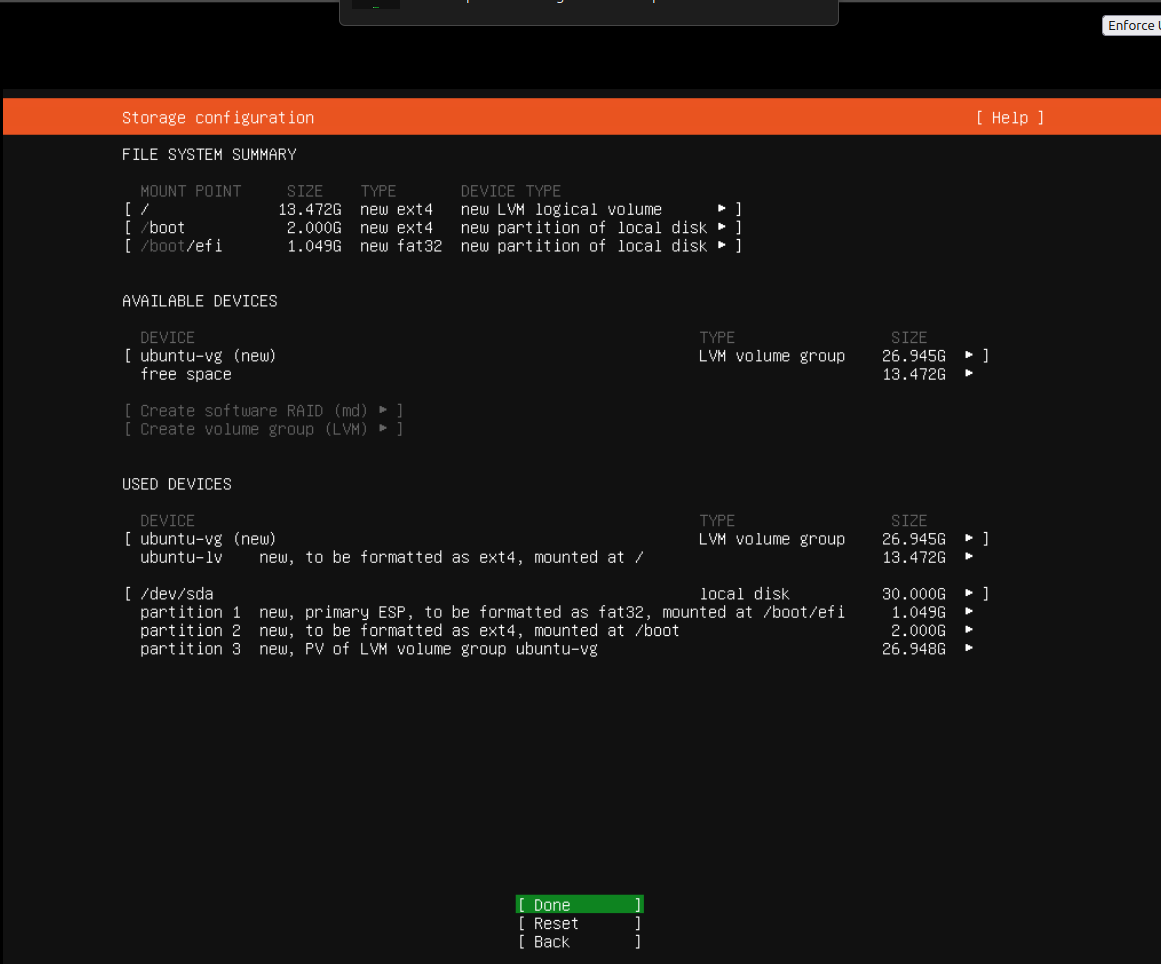 Enforce
Storage configuration [ Help ]
FILE SYSTEM SUMMARY
MOUNT POINT SIZE TYPE DEVICE TYPE
[ / 13.472G new ext4 new LVM logical volume ▸ ]
[ /boot 2.000G new ext4 new partition of local disk ▸ ]
[ /boot/efi 1.049G new fat32 new partition of local disk ▸ ]
AVAILABLE DEVICES
DEVICE TYPE SIZE
[ ubuntu-vg (new) LVM volume group 26.945G ▸ ]
free space 13.472G ▸
[ Create software RAID (md) ▸ ]
[ Create volume group (LVM) ▸ ]
USED DEVICES
DEVICE TYPE SIZE
[ ubuntu-vg (new) LVM volume group 26.945G ▸ ]
ubuntu-lv new, to be formatted as ext4, mounted at / 13.472G ▸
[ /dev/sda local disk 30.000G ▸ ]
partition 1 new, primary ESP, to be formatted as fat32, mounted at /boot/efi 1.049G ▸
partition 2 new, to be formatted as ext4, mounted at /boot 2.000G ▸
partition 3 new, PV of LVM volume group ubuntu-vg 26.948G ▸
[ Done ]
[ Reset ]
[ Back ]